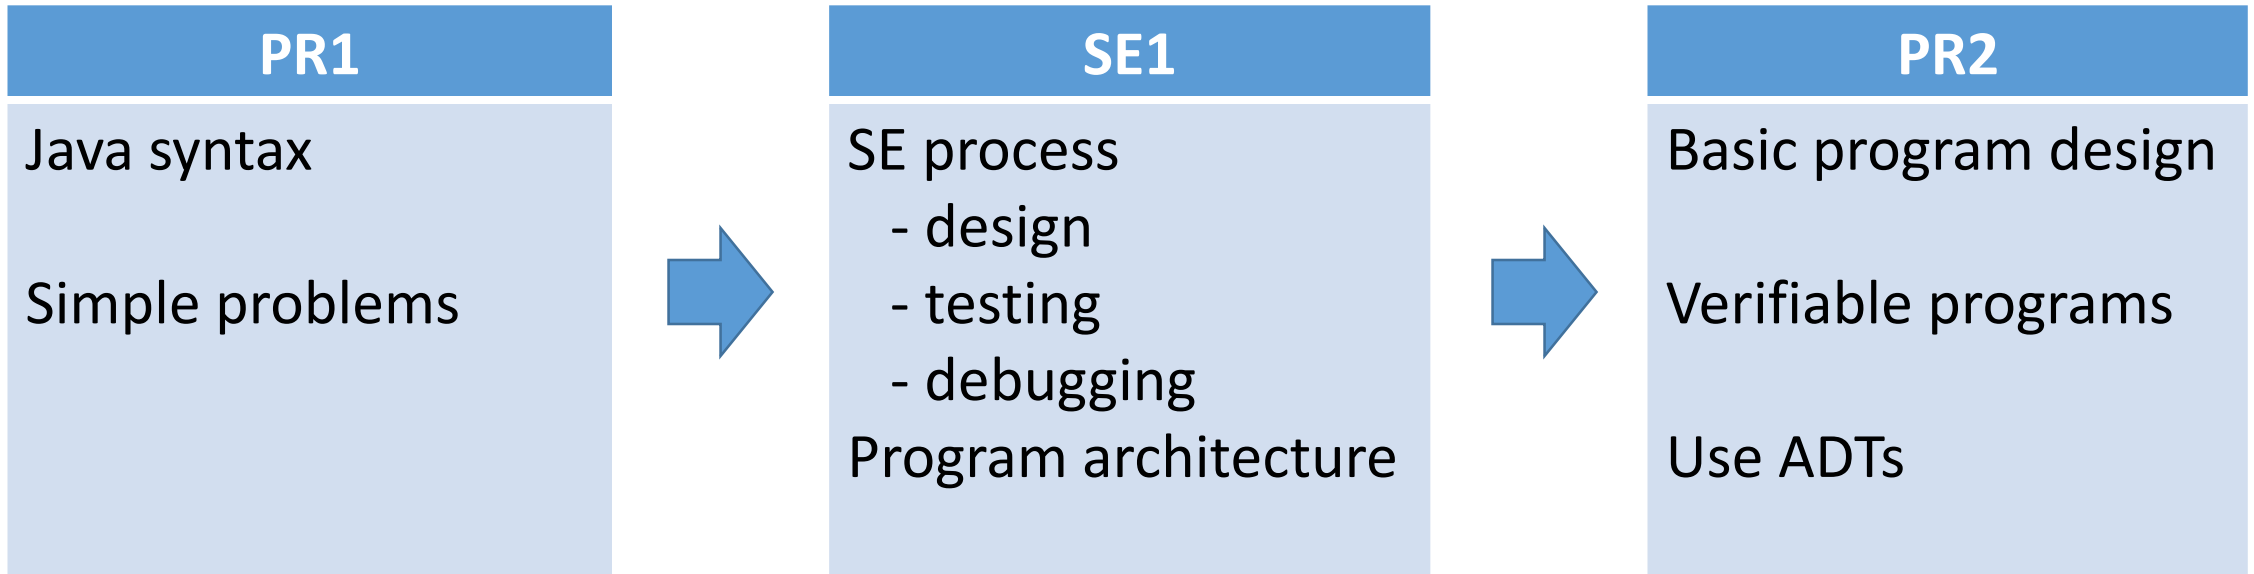 PR1
Java syntax
Simple problems
SE1
SE process
- design
- testing
- debugging
Program architecture
PR2
Basic program design
Verifiable programs
Use ADTs